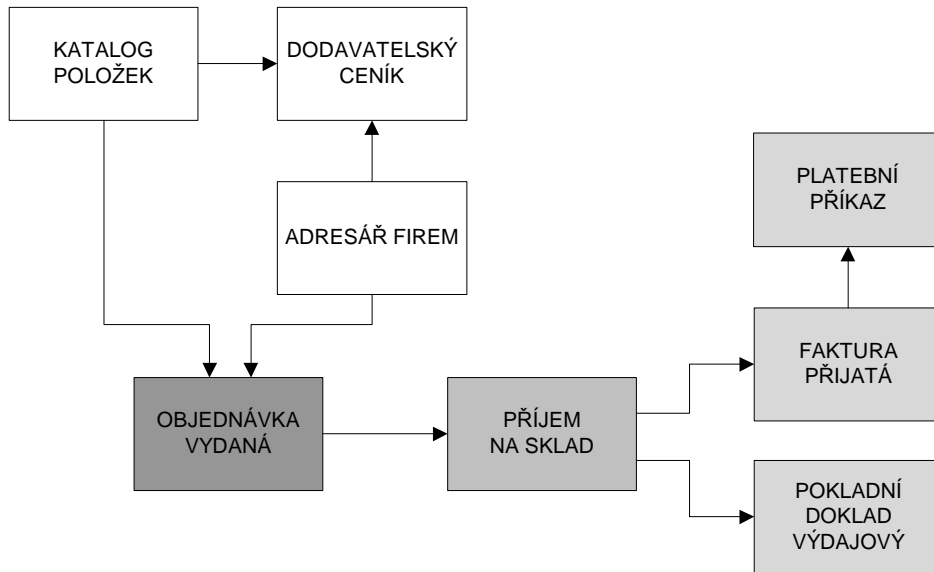 KATALOG
POLOŽEK
DODAVATELSKÝ
CENÍK
ADRESÁŘ FIREM
PLATEBNÍ
PŘÍKAZ
FAKTURA
PŘIJATÁ
OBJEDNÁVKA
VYDANÁ
PŘÍJEM
NA SKLAD
POKLADNÍ
DOKLAD
VÝDAJOVÝ